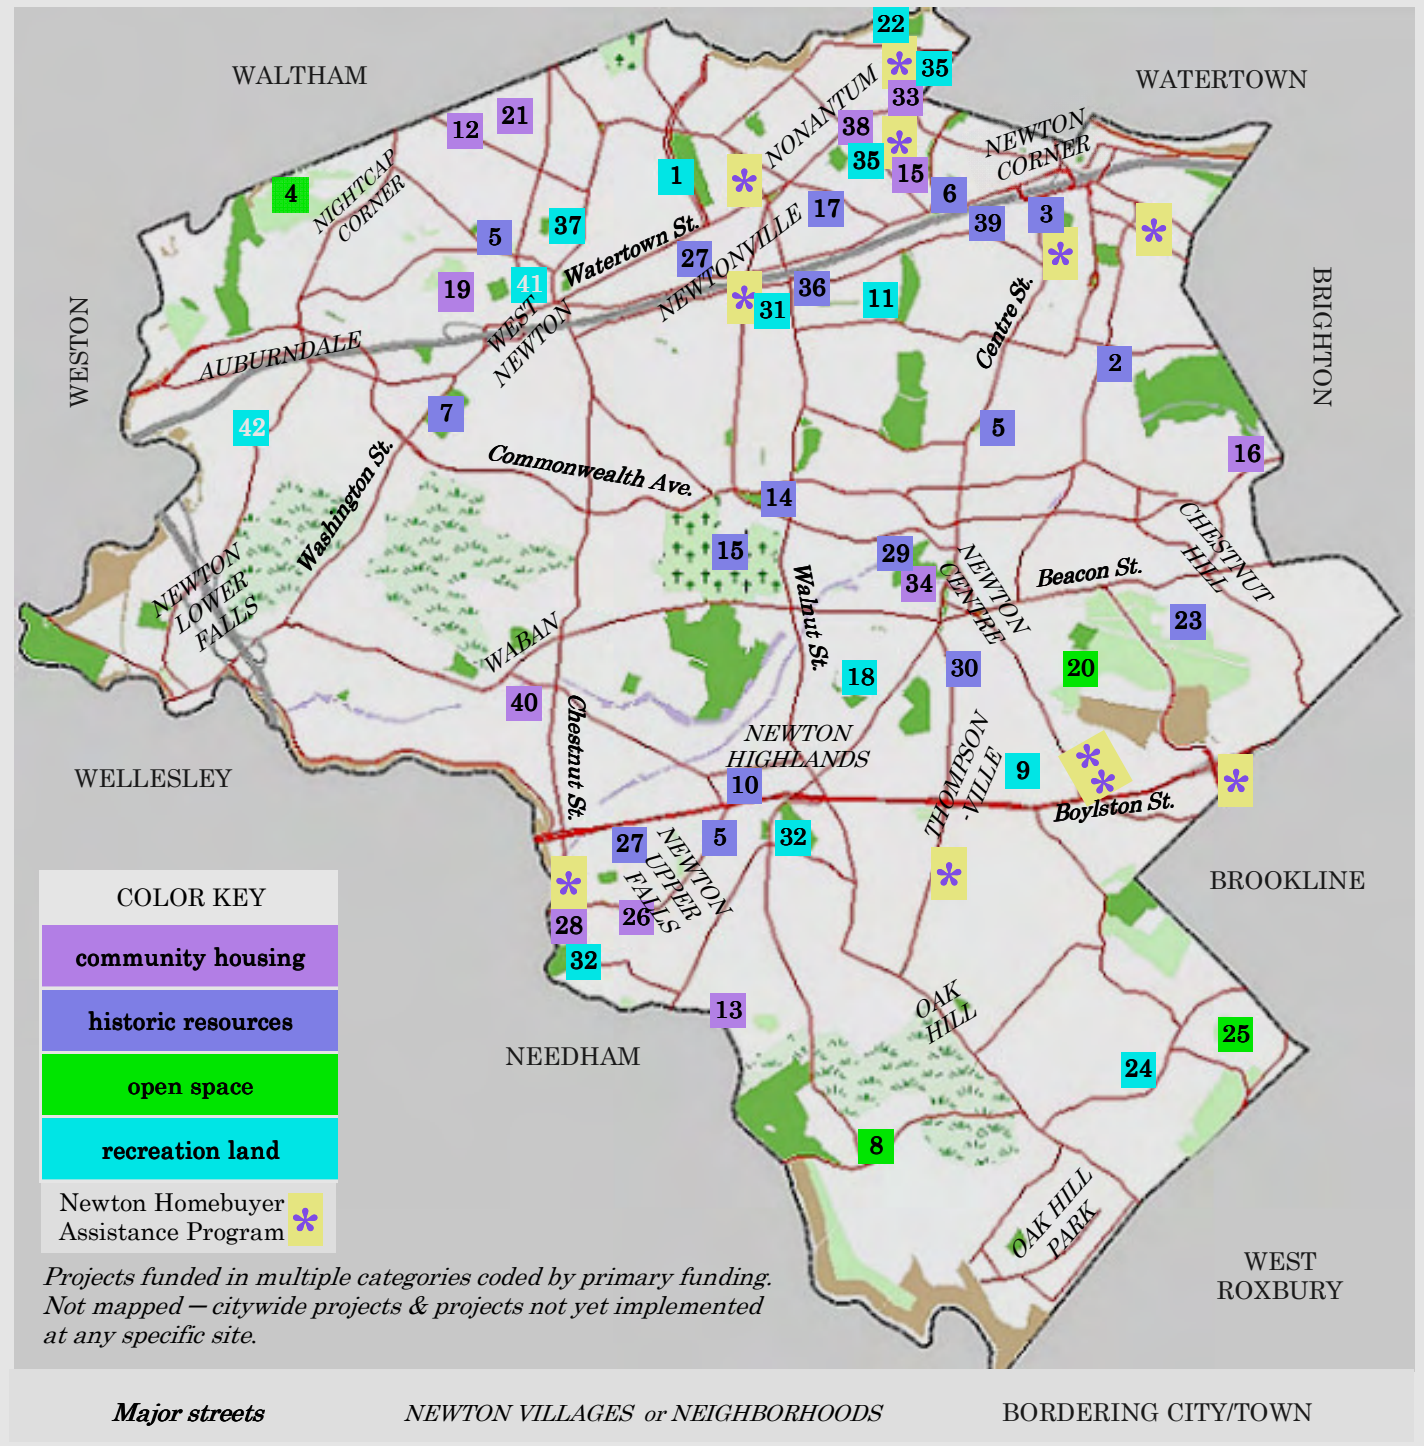 22
WALTHAM
35
WATERTOWN
33
21
12
38
NONANTUM
NEWTON
CORNER
35
15
1
4
NIGHTCAP
CORNER
6
17
3
39
37
5
Watertown St.
27
NEWTONVILLE
19
41
36
31
11
WEST
NEWTON
Centre St.
WESTON
BRIGHTON
AUBURNDALE
2
7
42
5
16
Commonwealth Ave.
Washington St.
14
15
29
34
CHESTNUT
HILL
NEWTON
CENTRE
Beacon St.
NEWTON
LOWER
FALLS
Walnut St.
23
WABAN
18
30
20
40
Chestnut St.
NEWTON
HIGHLANDS
THOMPSON
-VILLE
WELLESLEY
9
10
Boylston St.
27
5
32
NEWTON
UPPER
FALLS
BROOKLINE
28
26
32
13
OAK
HILL
25
NEEDHAM
24
8
OAK HILL
PARK
WEST
ROXBURY
COLOR KEY
community housing
historic resources
open space
recreation land
Newton Homebuyer
Assistance Program *
Projects funded in multiple categories coded by primary funding.
Not mapped — citywide projects & projects not yet implemented
at any specific site.
Major streets NEWTON VILLAGES or NEIGHBORHOODS BORDERING CITY/TOWN